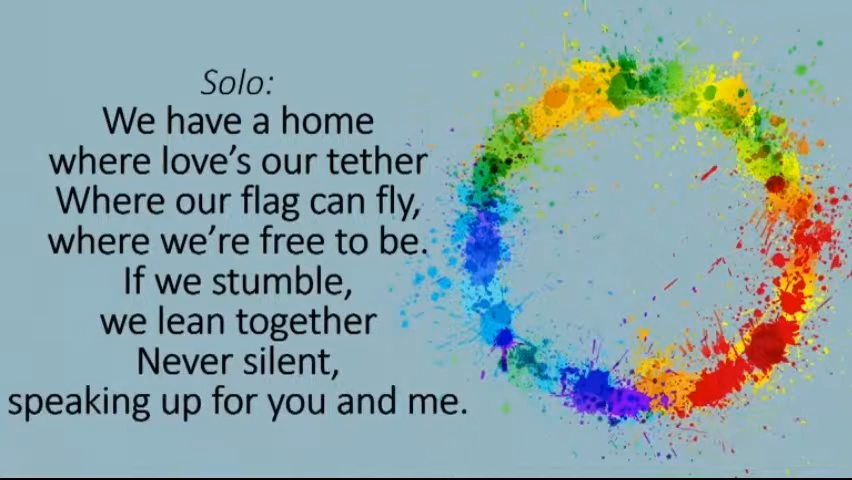 Solo:
We have a home
where love’s our tether
Where our flag can fly,
where we’re free to be.
If we stumble,
we lean together
Never silent,
speaking up for you and me.